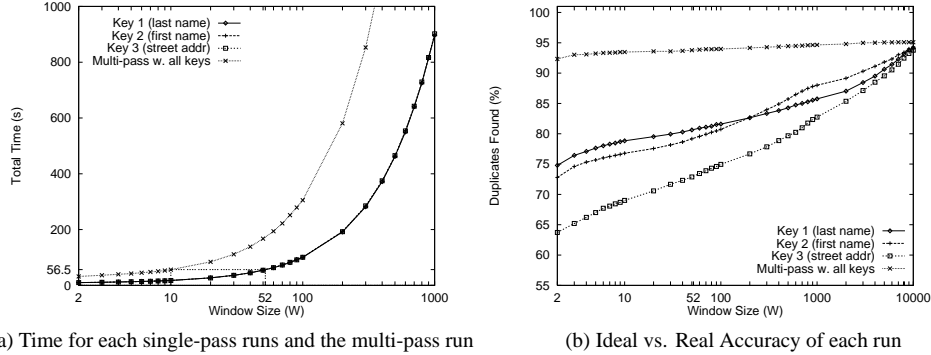 1000
800
600
400
200
56.5
0
2
10
52
100
1000
Total Time (s)
Window Size (W)
Key 1 (last name)
Key 2 (first name)
Key 3 (street addr)
Multi-pass w. all keys
a) Time for each single-pass runs and the multi-pass run
100
95
90
85
80
75
70
65
60
55
2
10
52
100
1000
10000
Duplicates Found (%)
Window Size (W)
Key 1 (last name)
Key 2 (first name)
Key 3 (street addr)
Multi-pass w. all keys
(b) Ideal vs. Real Accuracy of each run